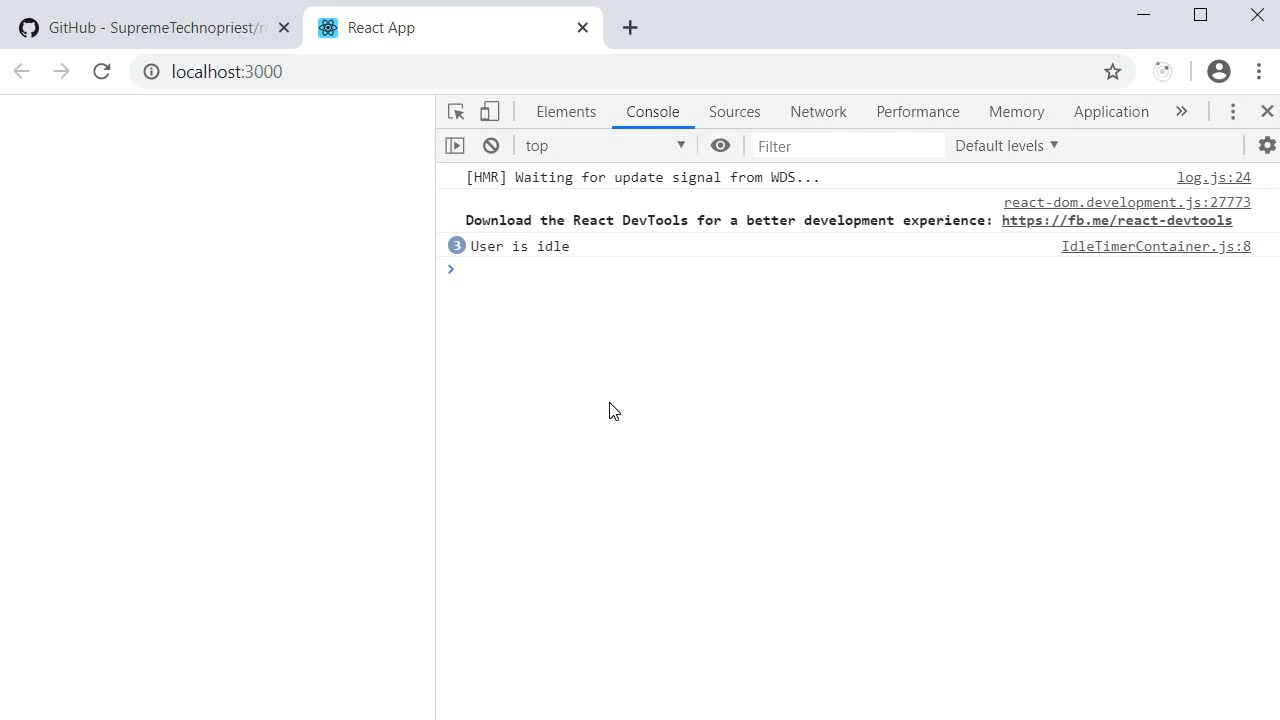 GitHub - SupremeTechnopriest/r
React App
localhost:3000
Elements Console Sources Network Performance Memory Application
top Filter Default levels
[HMR] Waiting for update signal from WDS... log.js:24
react-dom.development.js:27773
Download the React DevTools for a better development experience: https://fb.me/react-devtools
3 User is idle IdleTimerContainer.js:8